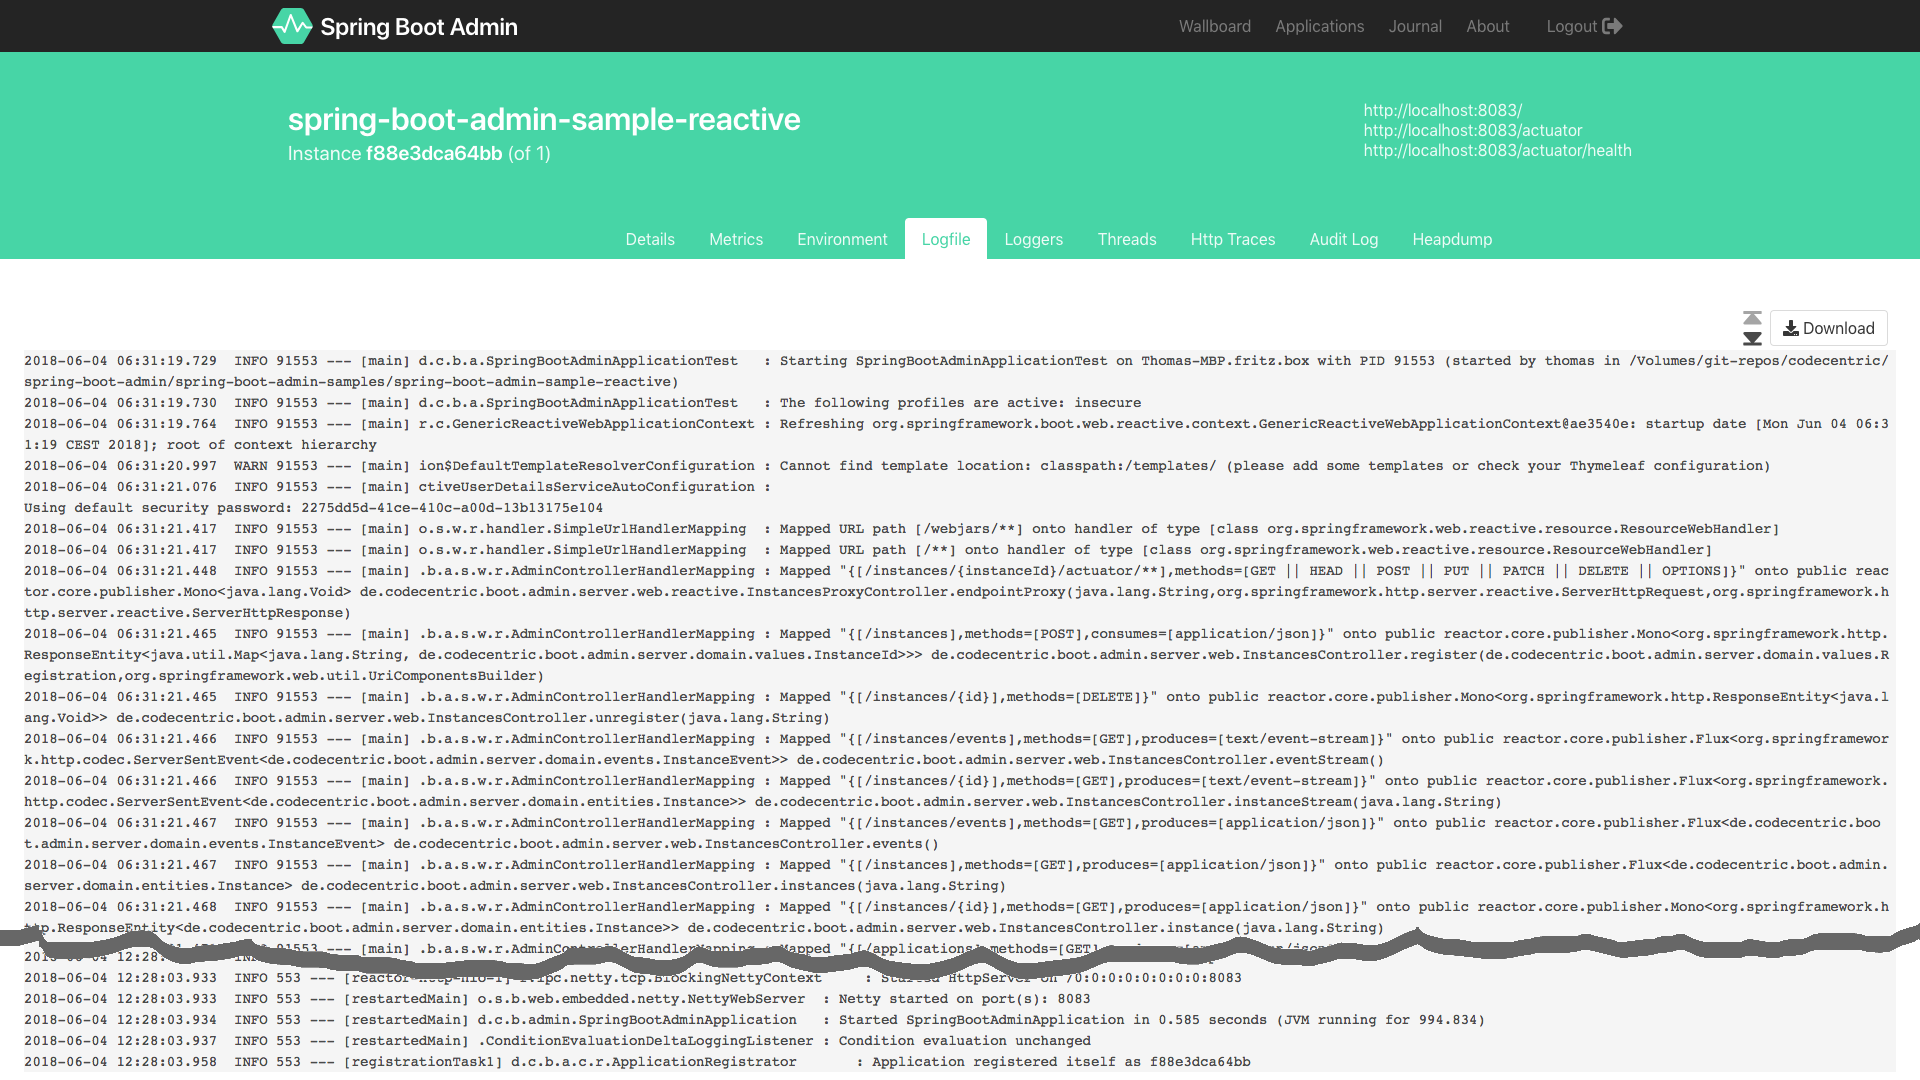 Spring Boot Admin
Wallboard Applications Journal About Logout
spring-boot-admin-sample-reactive
Instance f88e3dca64bb (of 1)
http://localhost:8083/
http://localhost:8083/actuator
http://localhost:8083/actuator/health
Details Metrics Environment Logfile Loggers Threads Http Traces Audit Log Heapdump
Download
2018-06-04 06:31:19.729  INFO 91553 --- [main] d.c.b.a.SpringBootAdminApplicationTest   : Starting SpringBootAdminApplicationTest on Thomas-MBP.fritz.box with PID 91553 (started by thomas in /Volumes/git-repos/codecentric/
spring-boot-admin/spring-boot-admin-samples/spring-boot-admin-sample-reactive)
2018-06-04 06:31:19.730  INFO 91553 --- [main] d.c.b.a.SpringBootAdminApplicationTest   : The following profiles are active: insecure
2018-06-04 06:31:19.764  INFO 91553 --- [main] r.c.GenericReactiveWebApplicationContext : Refreshing org.springframework.boot.web.reactive.context.GenericReactiveWebApplicationContext@ae3540e: startup date [Mon Jun 04 06:3
1:19 CEST 2018]; root of context hierarchy
2018-06-04 06:31:20.997  WARN 91553 --- [main] ion$DefaultTemplateResolverConfiguration : Cannot find template location: classpath:/templates/ (please add some templates or check your Thymeleaf configuration)
2018-06-04 06:31:21.076  INFO 91553 --- [main] ctiveUserDetailsServiceAutoConfiguration :
Using default security password: 2275dd5d-41ce-410c-a00d-13b13175e104
2018-06-04 06:31:21.417  INFO 91553 --- [main] o.s.w.r.handler.SimpleUrlHandlerMapping  : Mapped URL path [/webjars/**] onto handler of type [class org.springframework.web.reactive.resource.ResourceWebHandler]
2018-06-04 06:31:21.417  INFO 91553 --- [main] o.s.w.r.handler.SimpleUrlHandlerMapping  : Mapped URL path [/**] onto handler of type [class org.springframework.web.reactive.resource.ResourceWebHandler]
2018-06-04 06:31:21.448  INFO 91553 --- [main] .b.a.s.w.r.AdminControllerHandlerMapping : Mapped "{[/instances/{instanceId}/actuator/**],methods=[GET || HEAD || POST || PUT || PATCH || DELETE || OPTIONS]}" onto public reac
tor.core.publisher.Mono<java.lang.Void> de.codecentric.boot.admin.server.web.reactive.InstancesProxyController.endpointProxy(java.lang.String,org.springframework.http.server.reactive.ServerHttpRequest,org.springframework.h
ttp.server.reactive.ServerHttpResponse)
2018-06-04 06:31:21.465  INFO 91553 --- [main] .b.a.s.w.r.AdminControllerHandlerMapping : Mapped "{[/instances],methods=[POST],consumes=[application/json]}" onto public reactor.core.publisher.Mono<org.springframework.http.
ResponseEntity<java.util.Map<java.lang.String, de.codecentric.boot.admin.server.domain.values.InstanceId>>> de.codecentric.boot.admin.server.web.InstancesController.register(de.codecentric.boot.admin.server.domain.values.R
egistration,org.springframework.web.util.UriComponentsBuilder)
2018-06-04 06:31:21.465  INFO 91553 --- [main] .b.a.s.w.r.AdminControllerHandlerMapping : Mapped "{[/instances/{id}],methods=[DELETE]}" onto public reactor.core.publisher.Mono<org.springframework.http.ResponseEntity<java.l
ang.Void>> de.codecentric.boot.admin.server.web.InstancesController.unregister(java.lang.String)
2018-06-04 06:31:21.466  INFO 91553 --- [main] .b.a.s.w.r.AdminControllerHandlerMapping : Mapped "{[/instances/events],methods=[GET],produces=[text/event-stream]}" onto public reactor.core.publisher.Flux<org.springframewor
k.http.codec.ServerSentEvent<de.codecentric.boot.admin.server.domain.events.InstanceEvent>> de.codecentric.boot.admin.server.web.InstancesController.eventStream()
2018-06-04 06:31:21.466  INFO 91553 --- [main] .b.a.s.w.r.AdminControllerHandlerMapping : Mapped "{[/instances/{id}],methods=[GET],produces=[text/event-stream]}" onto public reactor.core.publisher.Flux<org.springframework.
http.codec.ServerSentEvent<de.codecentric.boot.admin.server.domain.entities.Instance>> de.codecentric.boot.admin.server.web.InstancesController.instanceStream(java.lang.String)
2018-06-04 06:31:21.467  INFO 91553 --- [main] .b.a.s.w.r.AdminControllerHandlerMapping : Mapped "{[/instances/events],methods=[GET],produces=[application/json]}" onto public reactor.core.publisher.Flux<de.codecentric.boo
t.admin.server.domain.events.InstanceEvent> de.codecentric.boot.admin.server.web.InstancesController.events()
2018-06-04 06:31:21.467  INFO 91553 --- [main] .b.a.s.w.r.AdminControllerHandlerMapping : Mapped "{[/instances],methods=[GET],produces=[application/json]}" onto public reactor.core.publisher.Flux<de.codecentric.boot.admin.
server.domain.entities.Instance> de.codecentric.boot.admin.server.web.InstancesController.instances(java.lang.String)
2018-06-04 06:31:21.468  INFO 91553 --- [main] .b.a.s.w.r.AdminControllerHandlerMapping : Mapped "{[/instances/{id}],methods=[GET],produces=[application/json]}" onto public reactor.core.publisher.Mono<org.springframework.h
ttp.ResponseEntity<de.codecentric.boot.admin.server.domain.entities.Instance>> de.codecentric.boot.admin.server.web.InstancesController.instance(java.lang.String)
91553 --- [main] .b.a.s.w.r.AdminControllerHandlerMapping : Mapped "{[/applications],methods=[GET]
12:28:
2018-06-04 12:28:03.933  INFO 553 --- : Started HttpServer on /0:0:0:0:0:0:0:0:8083
2018-06-04 12:28:03.933  INFO 553 --- [restartedMain] o.s.b.web.embedded.netty.NettyWebServer  : Netty started on port(s): 8083
2018-06-04 12:28:03.934  INFO 553 --- [restartedMain] d.c.b.admin.SpringBootAdminApplication   : Started SpringBootAdminApplication in 0.585 seconds (JVM running for 994.834)
2018-06-04 12:28:03.937  INFO 553 --- [restartedMain] .ConditionEvaluationDeltaLoggingListener : Condition evaluation unchanged
2018-06-04 12:28:03.958  INFO 553 --- [registrationTask1] d.c.b.a.c.r.ApplicationRegistrator       : Application registered itself as f88e3dca64bb